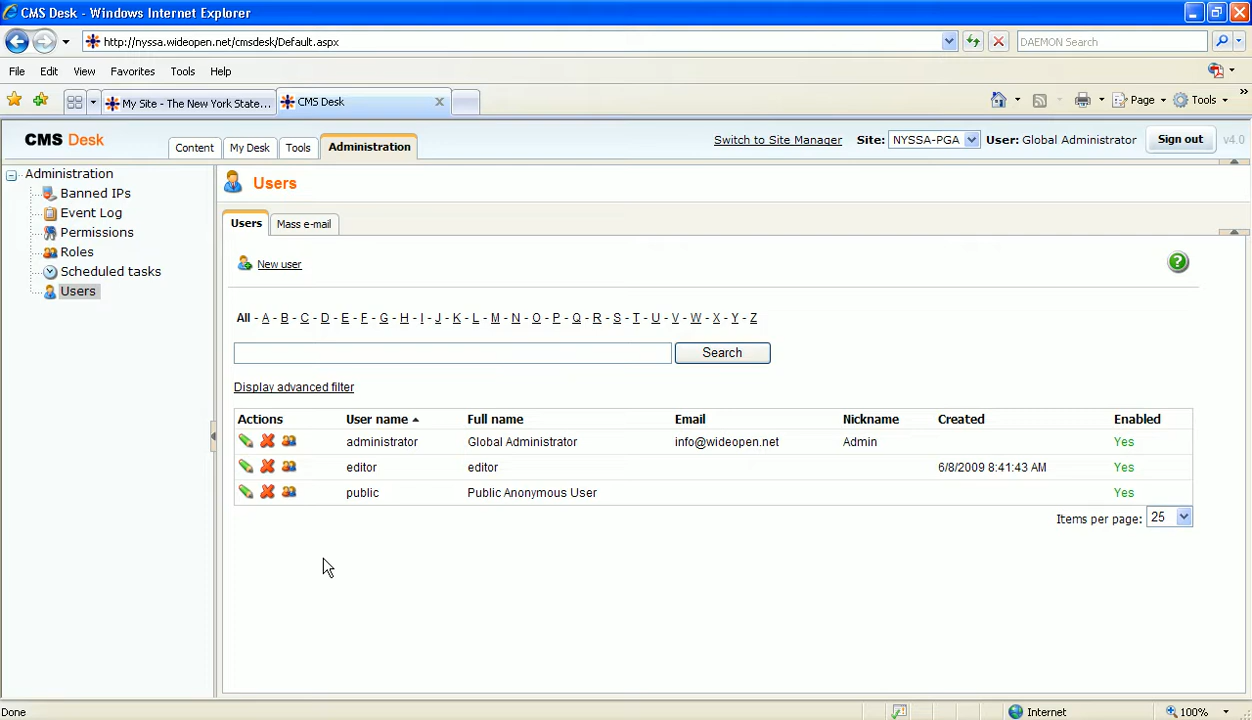 CMS Desk - Windows Internet Explorer
http://nyssa.wideopen.net/cmsdesk/Default.aspx
DAEMON Search
File Edit View Favorites Tools Help
My Site - The New York State...
CMS Desk
Page
Tools
CMS Desk
Content My Desk Tools Administration
Switch to Site Manager Site: NYSSA-PGA User: Global Administrator Sign out v4.0
Administration
Banned IPs
Event Log
Permissions
Roles
Scheduled tasks
Users
Users
Users Mass e-mail
New user
?
All - A - B - C - D - E - F - G - H - I - J - K - L - M - N - O - P - Q - R - S - T - U - V - W - X - Y - Z
Search
Display advanced filter
Actions User name Full name Email Nickname Created Enabled
administrator Global Administrator info@wideopen.net Admin Yes
editor editor 6/8/2009 8:41:43 AM Yes
public Public Anonymous User Yes
Items per page: 25
Done Internet 100%